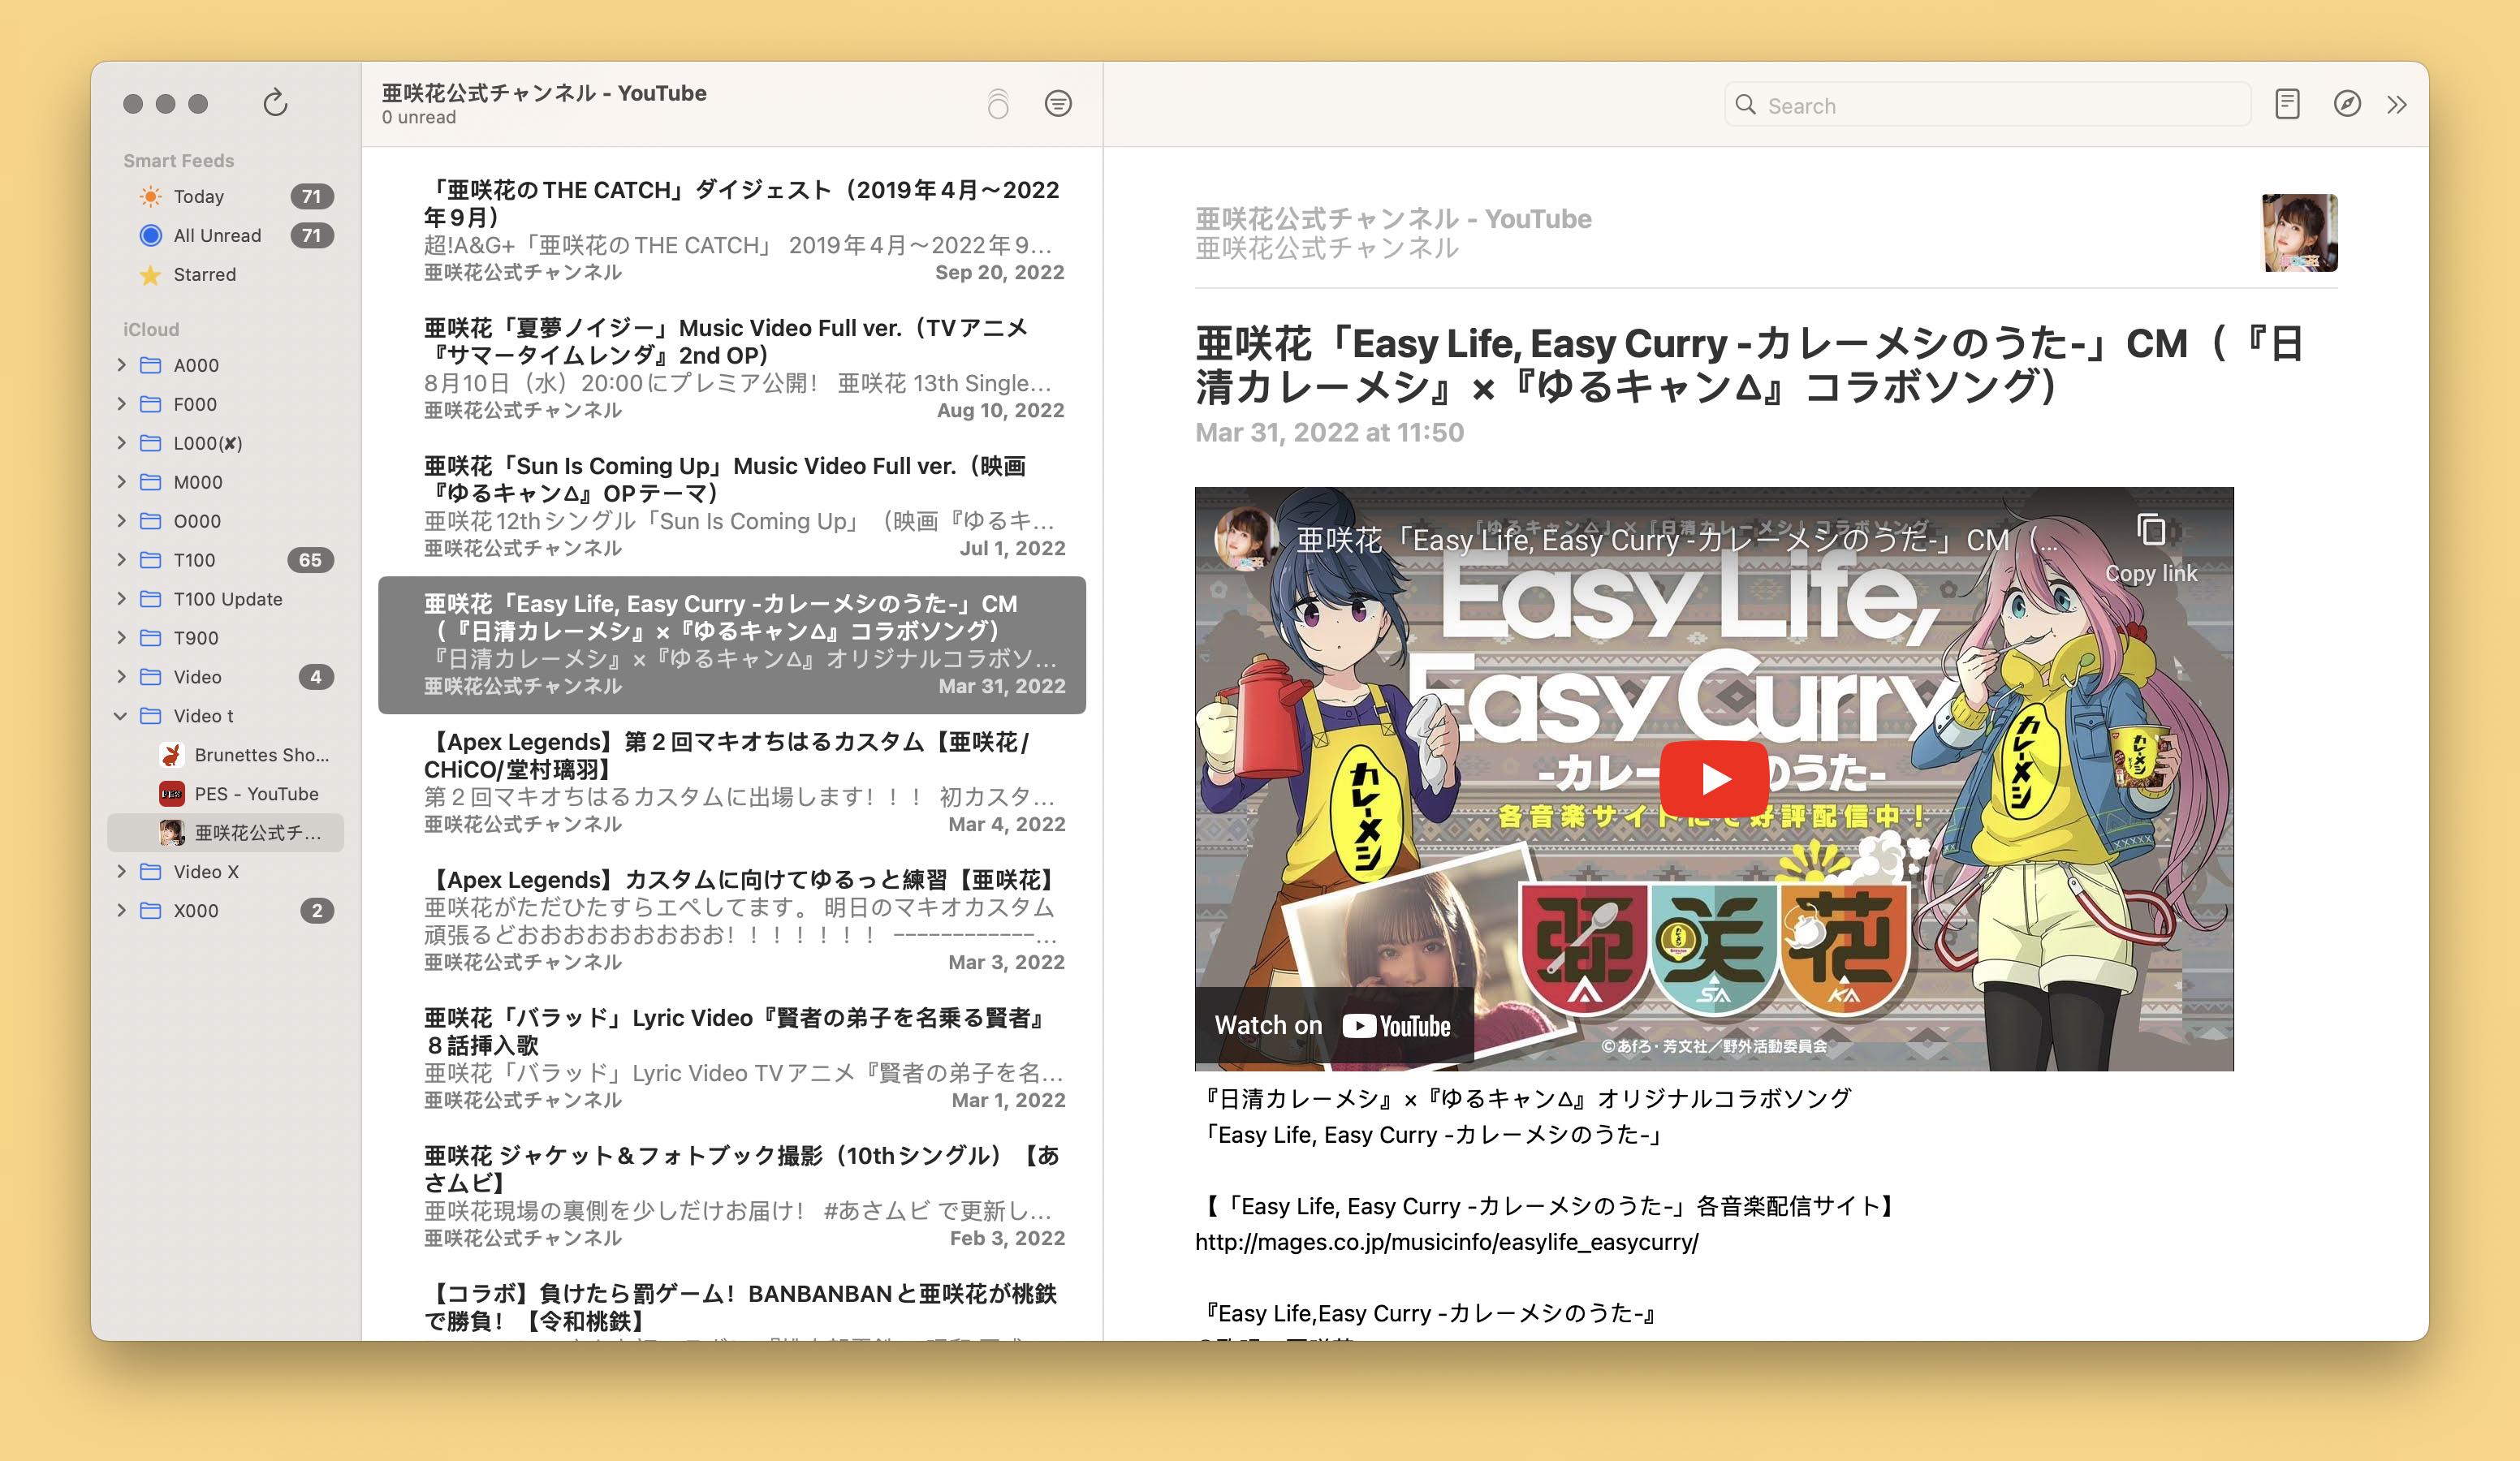 Smart Feeds
Today 71
All Unread 71
Starred
iCloud
A000
F000
L000(✘)
M000
O000
T100 65
T100 Update
T900
Video 4
Video t
Brunettes Sho...
PES - YouTube
亜咲花公式チ...
Video X
X000 2
亜咲花公式チャンネル - YouTube
0 unread
「亜咲花のTHE CATCH」ダイジェスト（2019年4月〜2022
年9月）
超!A&G+「亜咲花のTHE CATCH」 2019年4月〜2022年9...
亜咲花公式チャンネル Sep 20, 2022
亜咲花「夏夢ノイジー」Music Video Full ver.（TVアニメ
『サマータイムレンダ』2nd OP）
8月10日（水）20:00にプレミア公開！ 亜咲花 13th Single...
亜咲花公式チャンネル Aug 10, 2022
亜咲花「Sun Is Coming Up」Music Video Full ver.（映画
『ゆるキャン△』OPテーマ）
亜咲花12thシングル「Sun Is Coming Up」（映画『ゆるキ...
亜咲花公式チャンネル Jul 1, 2022
亜咲花「Easy Life, Easy Curry -カレーメシのうた-」CM
（『日清カレーメシ』×『ゆるキャン△』コラボソング）
『日清カレーメシ』×『ゆるキャン△』オリジナルコラボソ...
亜咲花公式チャンネル Mar 31, 2022
【Apex Legends】第２回マキオちはるカスタム【亜咲花/
CHiCO/堂村璃羽】
第２回マキオちはるカスタムに出場します！！！ 初カスタ...
亜咲花公式チャンネル Mar 4, 2022
【Apex Legends】カスタムに向けてゆるっと練習【亜咲花】
亜咲花がただひたすらエペしてます。 明日のマキオカスタム
頑張るどおおおおおおおおおお！！！！！！！ ------------...
亜咲花公式チャンネル Mar 3, 2022
亜咲花「バラッド」Lyric Video『賢者の弟子を名乗る賢者』
８話挿入歌
亜咲花「バラッド」Lyric Video TVアニメ『賢者の弟子を名...
亜咲花公式チャンネル Mar 1, 2022
亜咲花 ジャケット＆フォトブック撮影（10thシングル）【あ
さムビ】
亜咲花現場の裏側を少しだけお届け！ #あさムビ で更新し...
亜咲花公式チャンネル Feb 3, 2022
【コラボ】負けたら罰ゲーム！BANBANBANと亜咲花が桃鉄
で勝負！【令和桃鉄】
Search
亜咲花公式チャンネル - YouTube
亜咲花公式チャンネル
亜咲花「Easy Life, Easy Curry -カレーメシのうた-」CM（『日
清カレーメシ』×『ゆるキャン△』コラボソング）
Mar 31, 2022 at 11:50
「ゆるキャン△」×『日清カレーメシ』コラボソング
亜咲花「Easy Life, Easy Curry -カレーメシのうた-」CM（...
Copy link
Easy Life,
Easy Curry
-カレー のうた-
各音楽サイトにて好評配信中！
カレーメシ
カレーメシ
カレーメシ
亜 咲 花
A SA KA
Watch on YouTube
©あfろ・芳文社／野外活動委員会
『日清カレーメシ』×『ゆるキャン△』オリジナルコラボソング
「Easy Life, Easy Curry -カレーメシのうた-」
【「Easy Life, Easy Curry -カレーメシのうた-」各音楽配信サイト】
http://mages.co.jp/musicinfo/easylife_easycurry/
『Easy Life,Easy Curry -カレーメシのうた-』